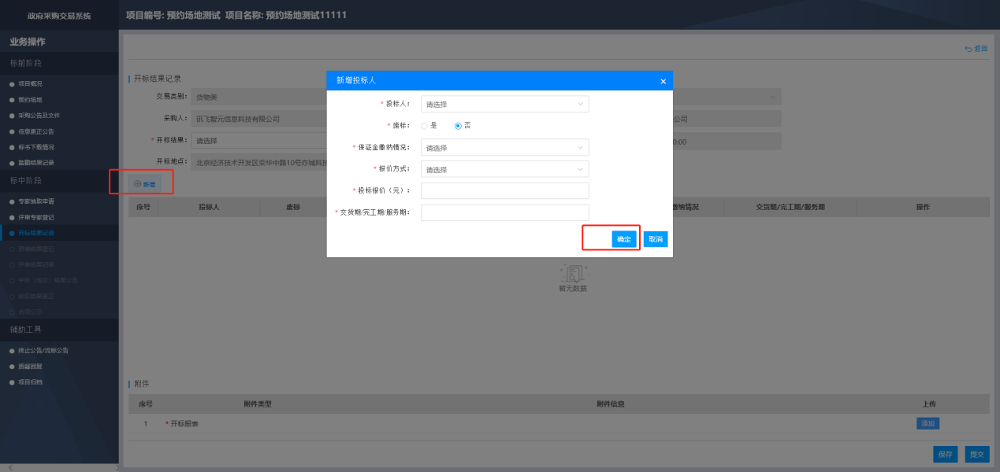 政府采购交易系统
项目编号: 预约场地测试 项目名称: 预约场地测试11111
业务操作
标前阶段
项目概况
预约场地
采购公告及文件
信息更正公告
标书下载情况
踏勘结果记录
标中阶段
专家抽取申请
评审专家登记
开标结果记录
评审结果记录
中标（成交）结果公告
辅助工具
终止公告/流标公告
质疑回复
项目归档
返回
开标结果记录
交易类别:
货物类
采购人:
讯飞智元信息科技有限公司
公司
* 开标结果:
请选择
0:00
开标地点:
北京经济技术开发区荣华中路10号亦城科技
新增
序号
投标人
废标
缴纳情况
交货期/完工期/服务期
操作
新增投标人
×
* 投标人:
请选择
* 废标:
是
否
* 保证金缴纳情况:
请选择
* 报价方式:
请选择
* 投标报价（元）:
* 交货期/完工期/服务期:
确定
取消
暂无数据
附件
序号
附件类型
附件信息
上传
1
* 开标报表
添加
保存
提交